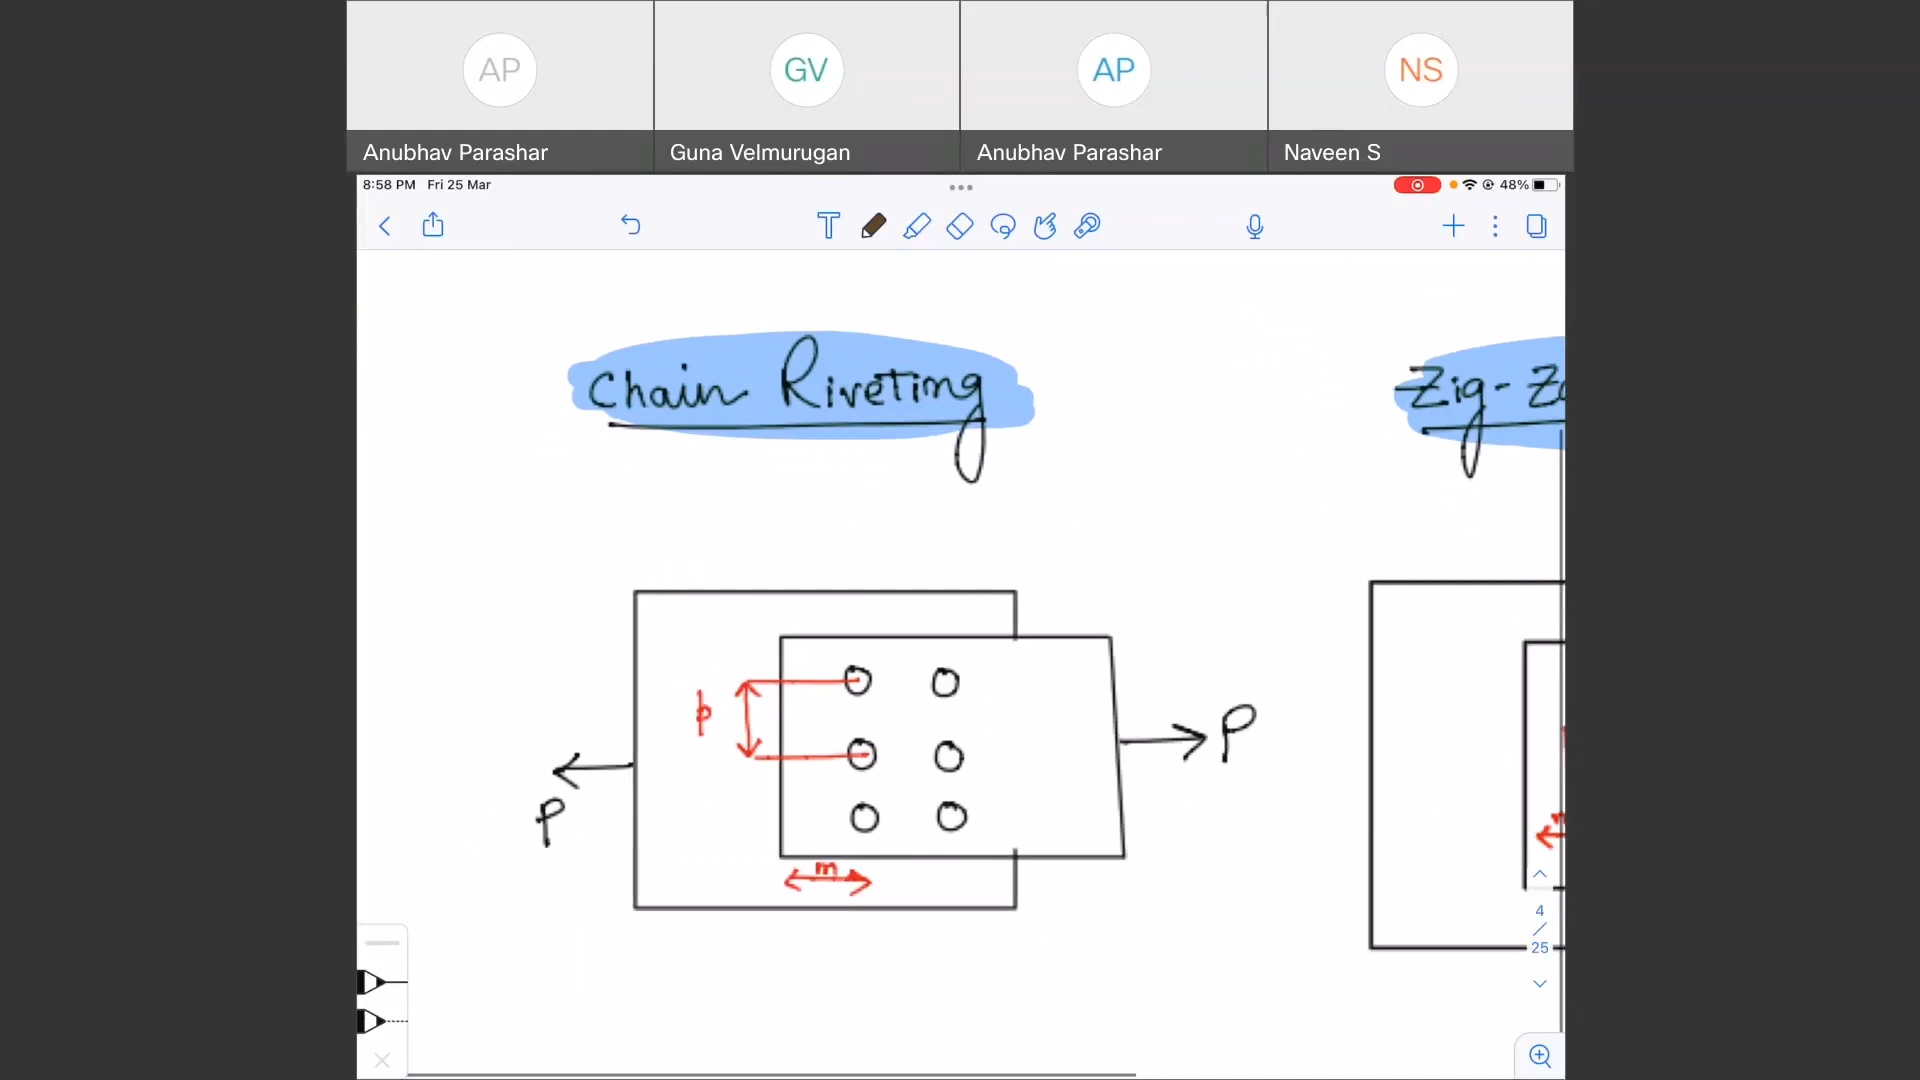 AP
GV
AP
NS
Anubhav Parashar
Guna Velmurugan
Anubhav Parashar
Naveen S
8:58 PM Fri 25 Mar
48%
Chain Riveting
Zig-Za
p
P
P
m
4
/
25